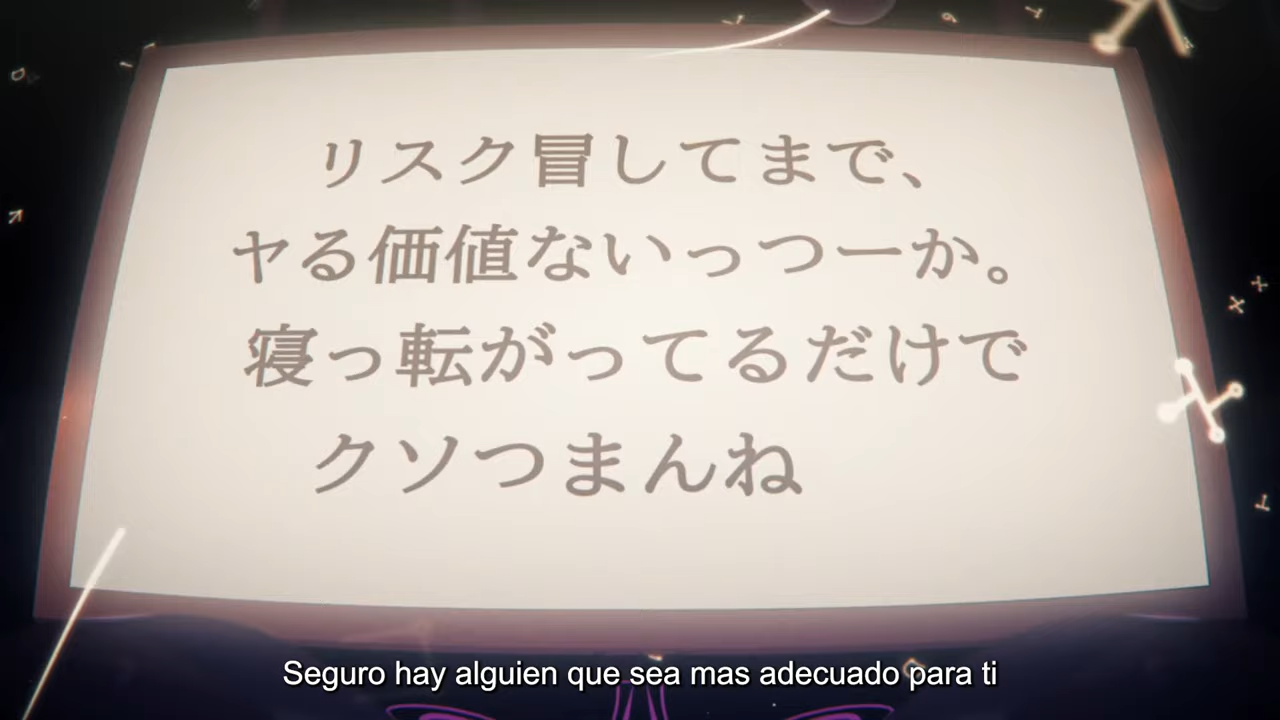 リスク冒してまで、
ヤる価値ないっつーか。
寝っ転がってるだけで
クソつまんね
Seguro hay alguien que sea mas adecuado para ti